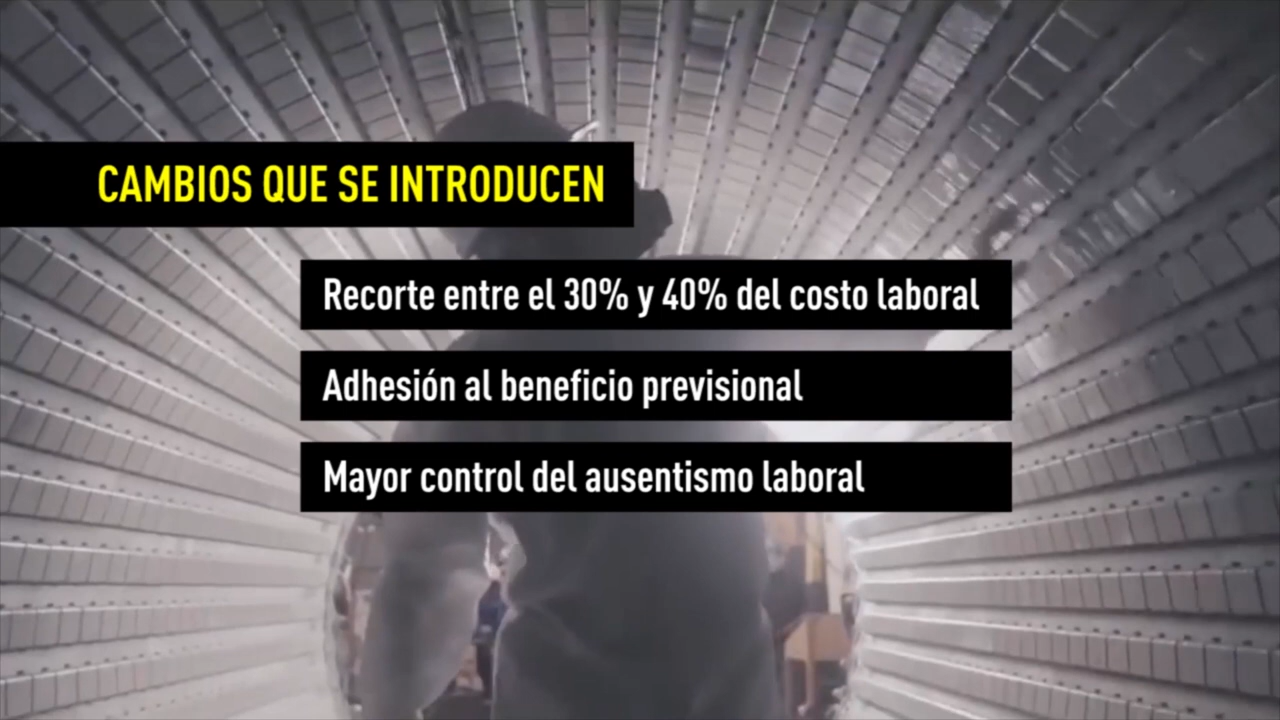 CAMBIOS QUE SE INTRODUCEN
Recorte entre el 30% y 40% del costo laboral
Adhesión al beneficio previsional
Mayor control del ausentismo laboral